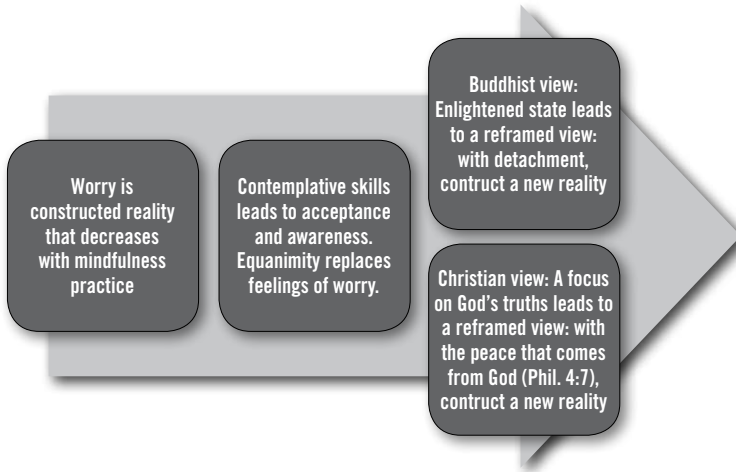 Worry is
constructed reality
that decreases
with mindfulness
practice
Contemplative skills
leads to acceptance
and awareness.
Equanimity replaces
feelings of worry.
Buddhist view:
Enlightened state leads
to a reframed view:
with detachment,
contruct a new reality
Christian view: A focus
on God’s truths leads to
a reframed view: with
the peace that comes
from God (Phil. 4:7),
contruct a new reality